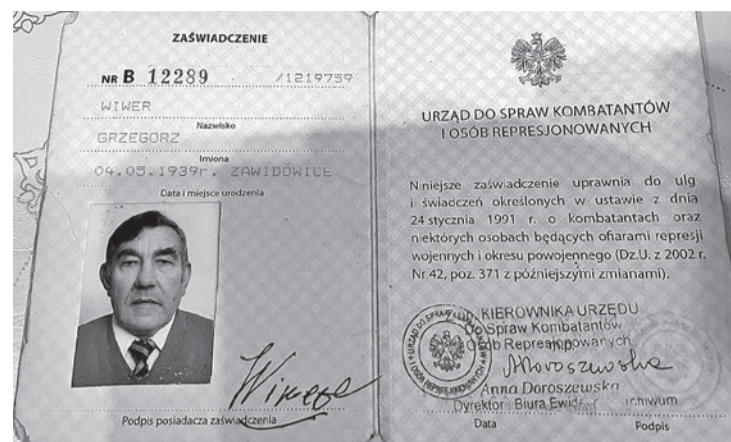 ZAŚWIADCZENIE
NR B 12289 /1219759
WIWER
Nazwisko
GRZEGORZ
Imiona
04.05.1939r. ZAWIDOWICE
Data i miejsce urodzenia
Podpis posiadacza zaświadczenia
URZĄD DO SPRAW KOMBATANTÓW
I OSÓB REPRESJONOWANYCH
Niniejsze zaświadczenie uprawnia do ulg
i świadczeń określonych w ustawie z dnia
24 stycznia 1991 r. o kombatantach oraz
niektórych osobach będących ofiarami represji
wojennych i okresu powojennego (Dz.U. z 2002 r.
Nr 42, poz. 371 z późniejszymi zmianami).
KIEROWNIKA URZĘDU
Do Spraw Kombatantów
Osób Represjonowanych
Anna Doroszewska
Dyrektor Biura
Data Podpis